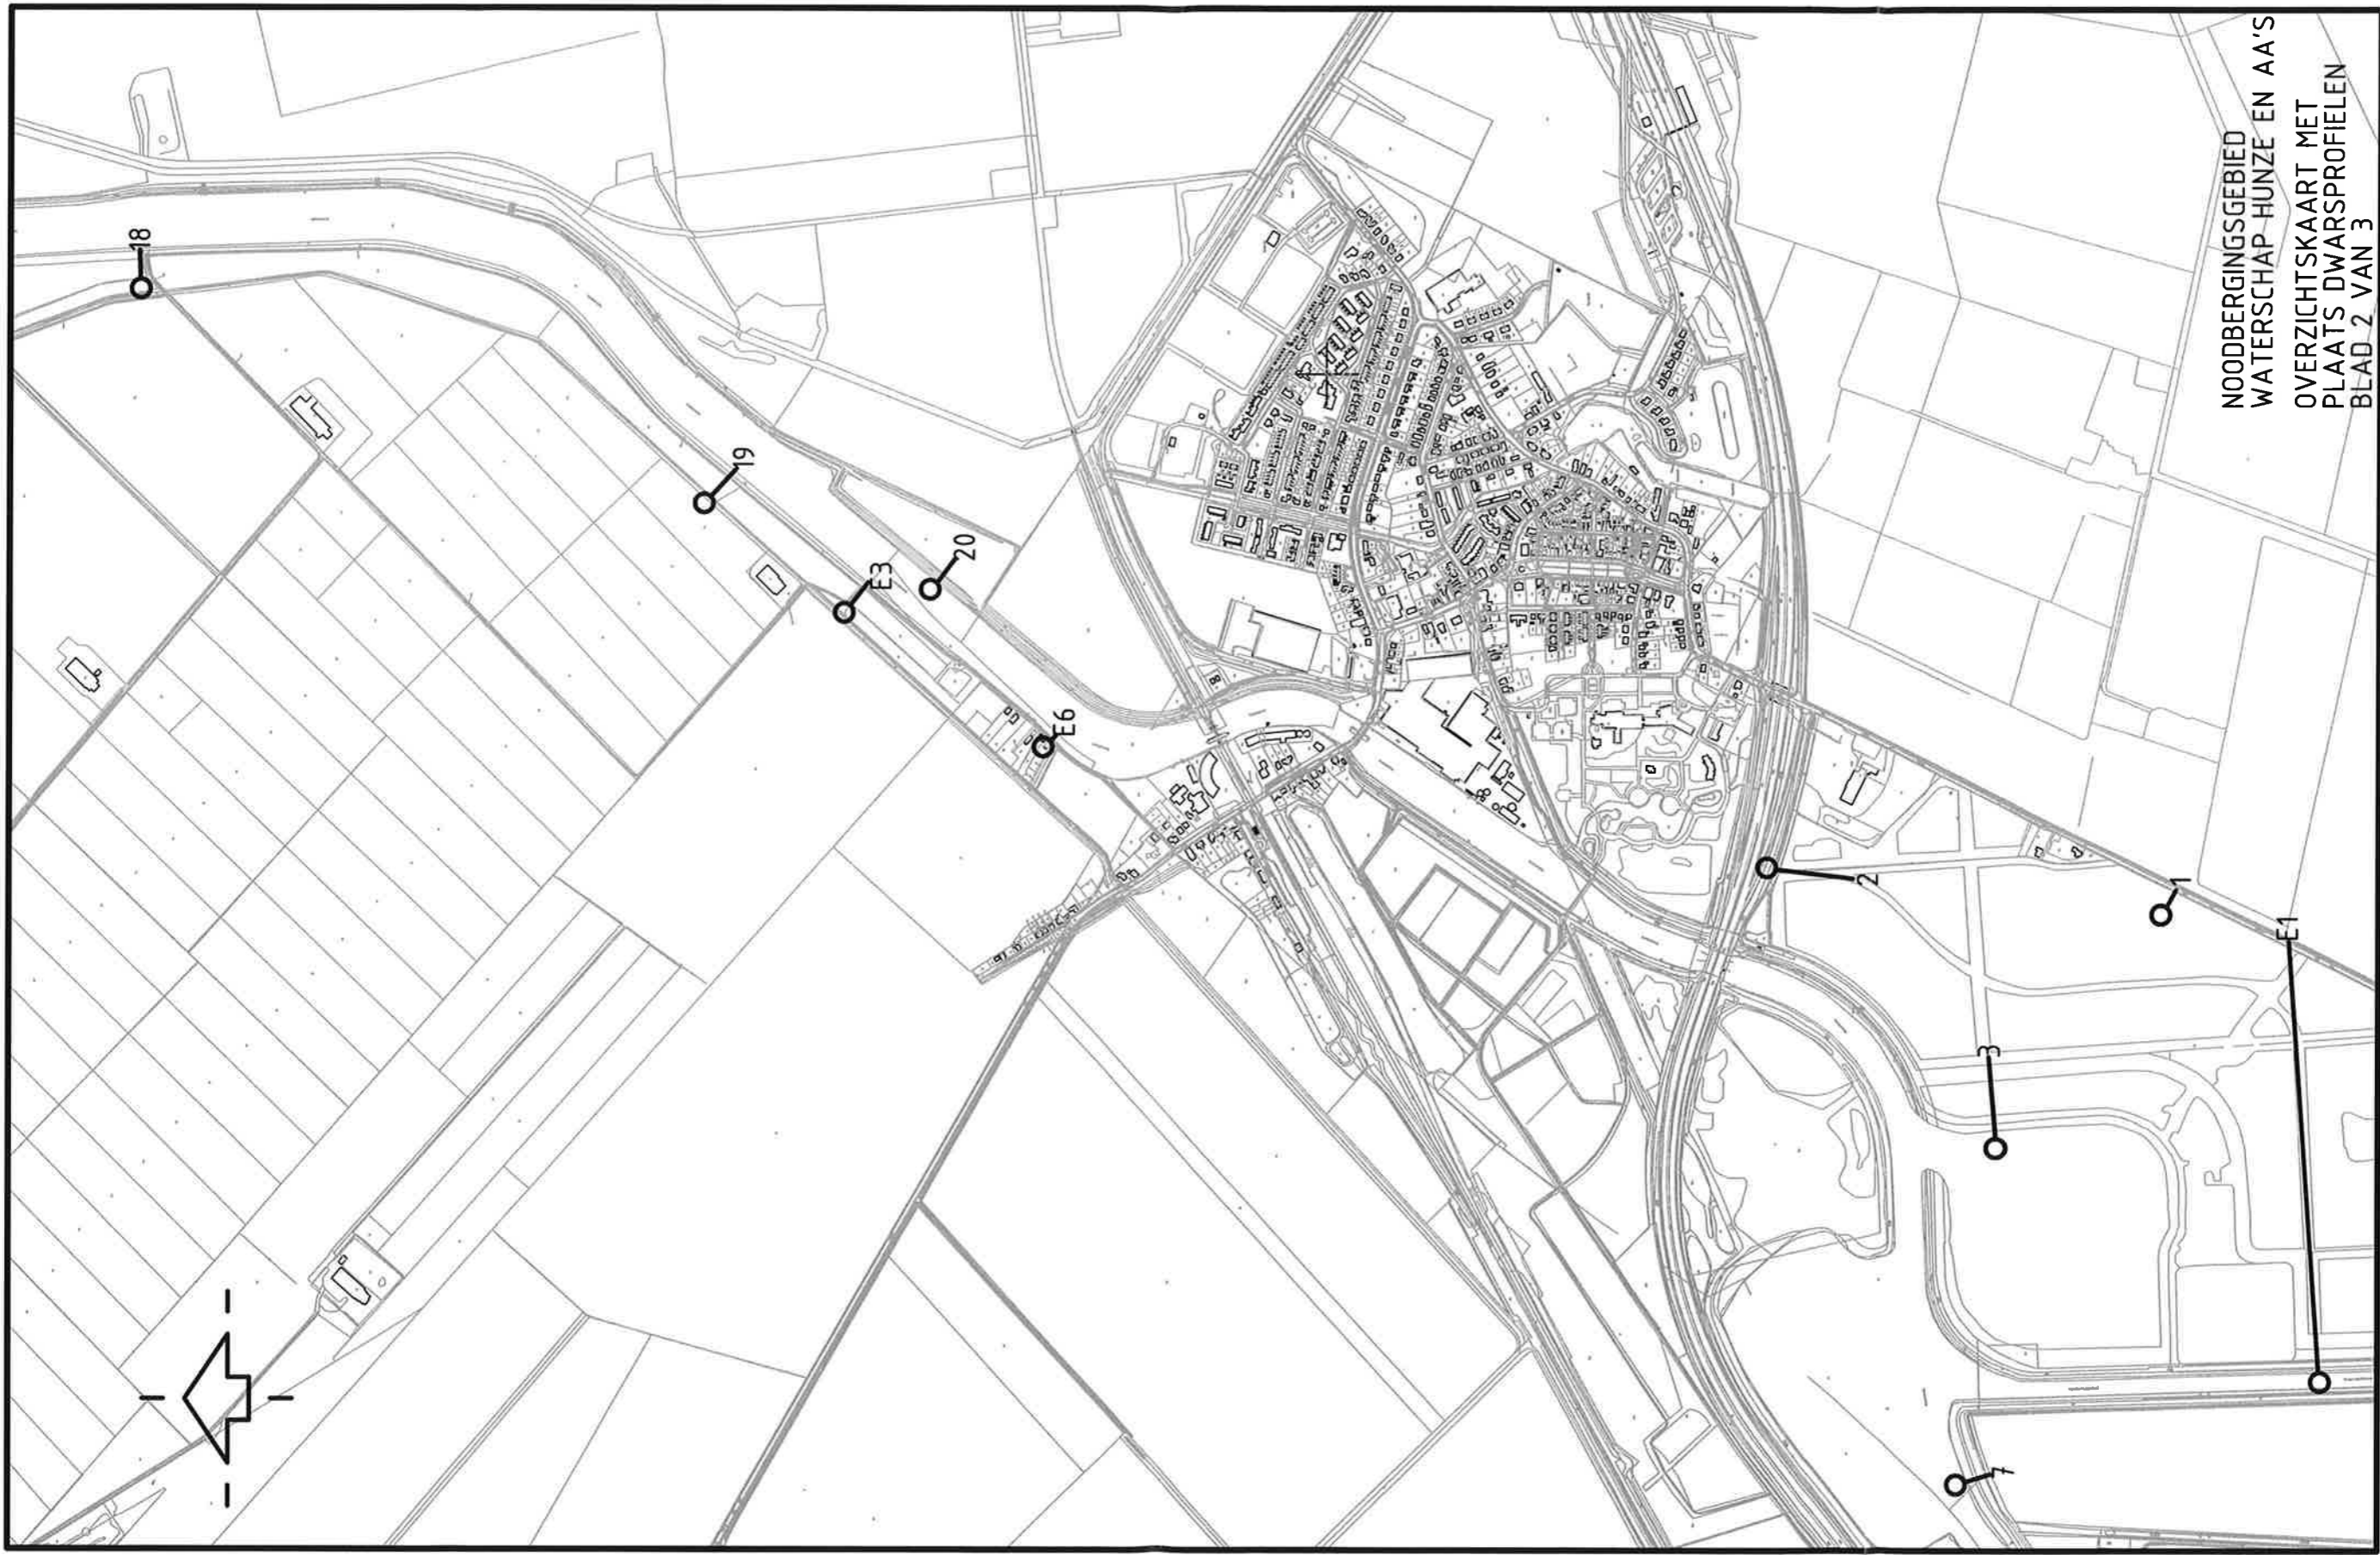 NOODBERGINGSGEBIED
WATERSCHAP HUNZE EN AA'S
OVERZICHTSKAART MET
PLAATS DWARSPROFIELEN
BLAD 2 VAN 3
18
19
E3
20
E6
2
1
E1
3
7